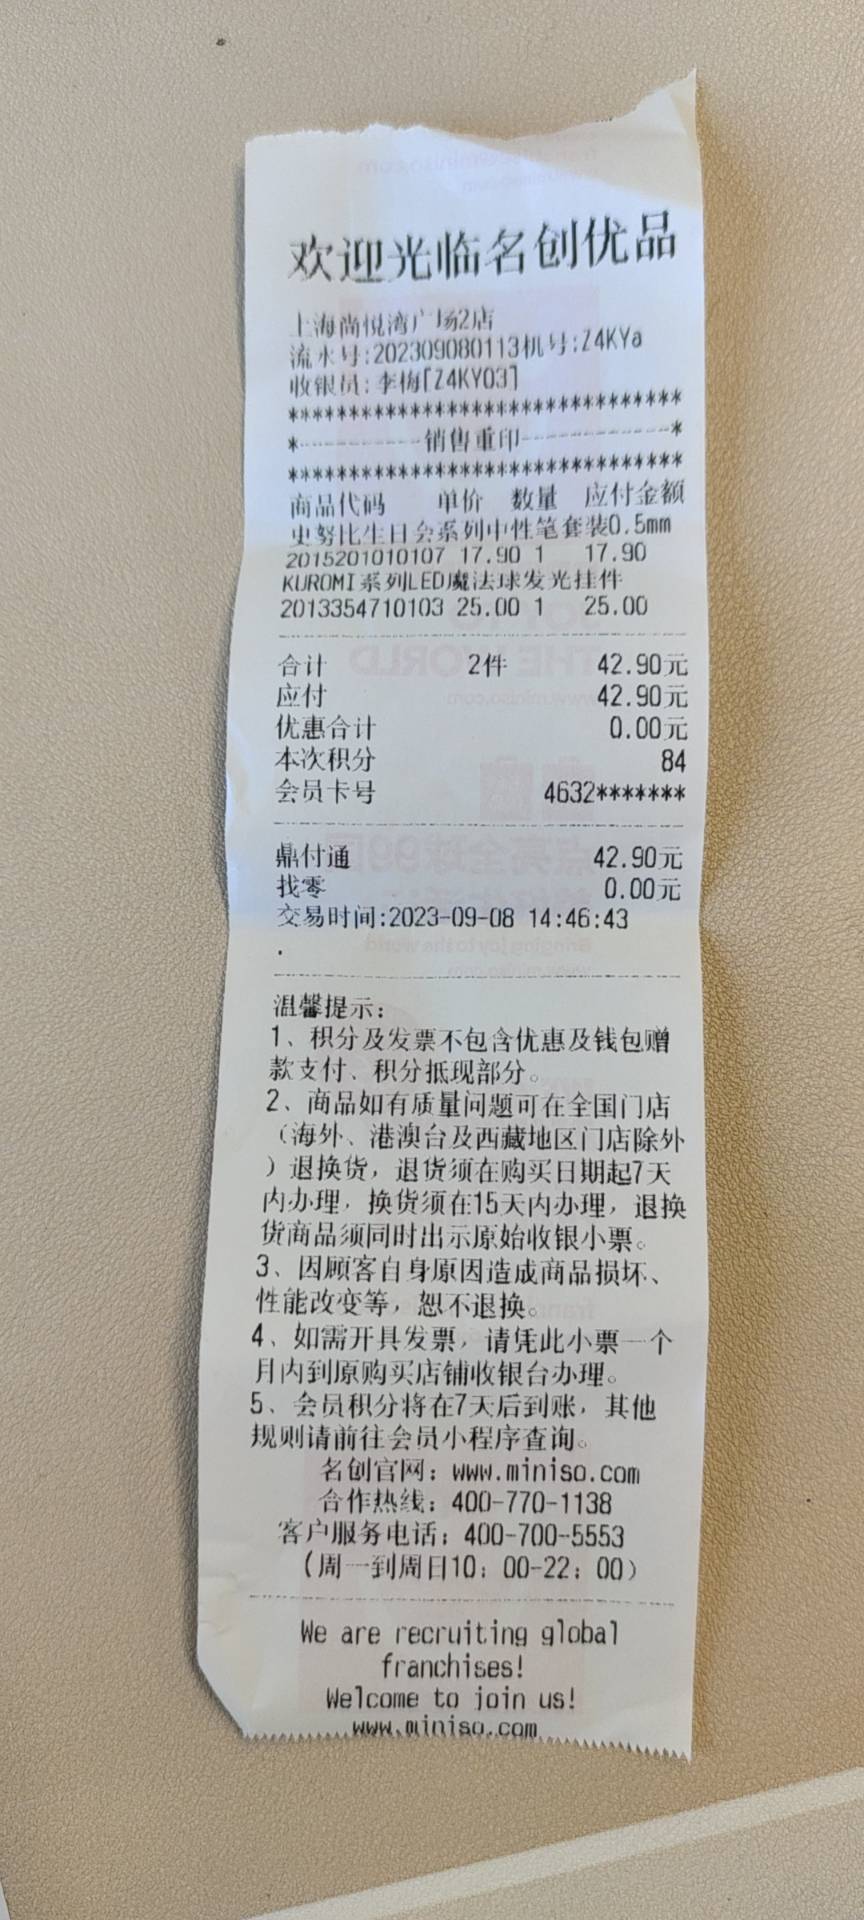 欢迎光临名创优品
上海尚悦湾广场2店
流水号:202309080113机号:Z4KYa
收银员:李梅[Z4KY03]
*******************************
*-----------销售重印-------------*
*******************************
商品代码 单价 数量 应付金额
史努比生日会系列中性笔套装0.5mm
2015201010107 17.90 1 17.90
KUROMI系列LED魔法球发光挂件
2013354710103 25.00 1 25.00
合计 2件 42.90元
应付 42.90元
优惠合计 0.00元
本次积分 84
会员卡号 4632*******
鼎付通 42.90元
找零 0.00元
交易时间:2023-09-08 14:46:43
.
温馨提示:
1、积分及发票不包含优惠及钱包赠
款支付、积分抵现部分。
2、商品如有质量问题可在全国门店
（海外、港澳台及西藏地区门店除外
）退换货，退货须在购买日期起7天
内办理，换货须在15天内办理，退换
货商品须同时出示原始收银小票。
3、因顾客自身原因造成商品损坏、
性能改变等，恕不退换。
4、如需开具发票，请凭此小票一个
月内到原购买店铺收银台办理。
5、会员积分将在7天后到账，其他
规则请前往会员小程序查询。
名创官网：www.miniso.com
合作热线：400-770-1138
客户服务电话：400-700-5553
（周一到周日10：00-22：00）
We are recruiting global
franchises!
Welcome to join us!
www.miniso.com